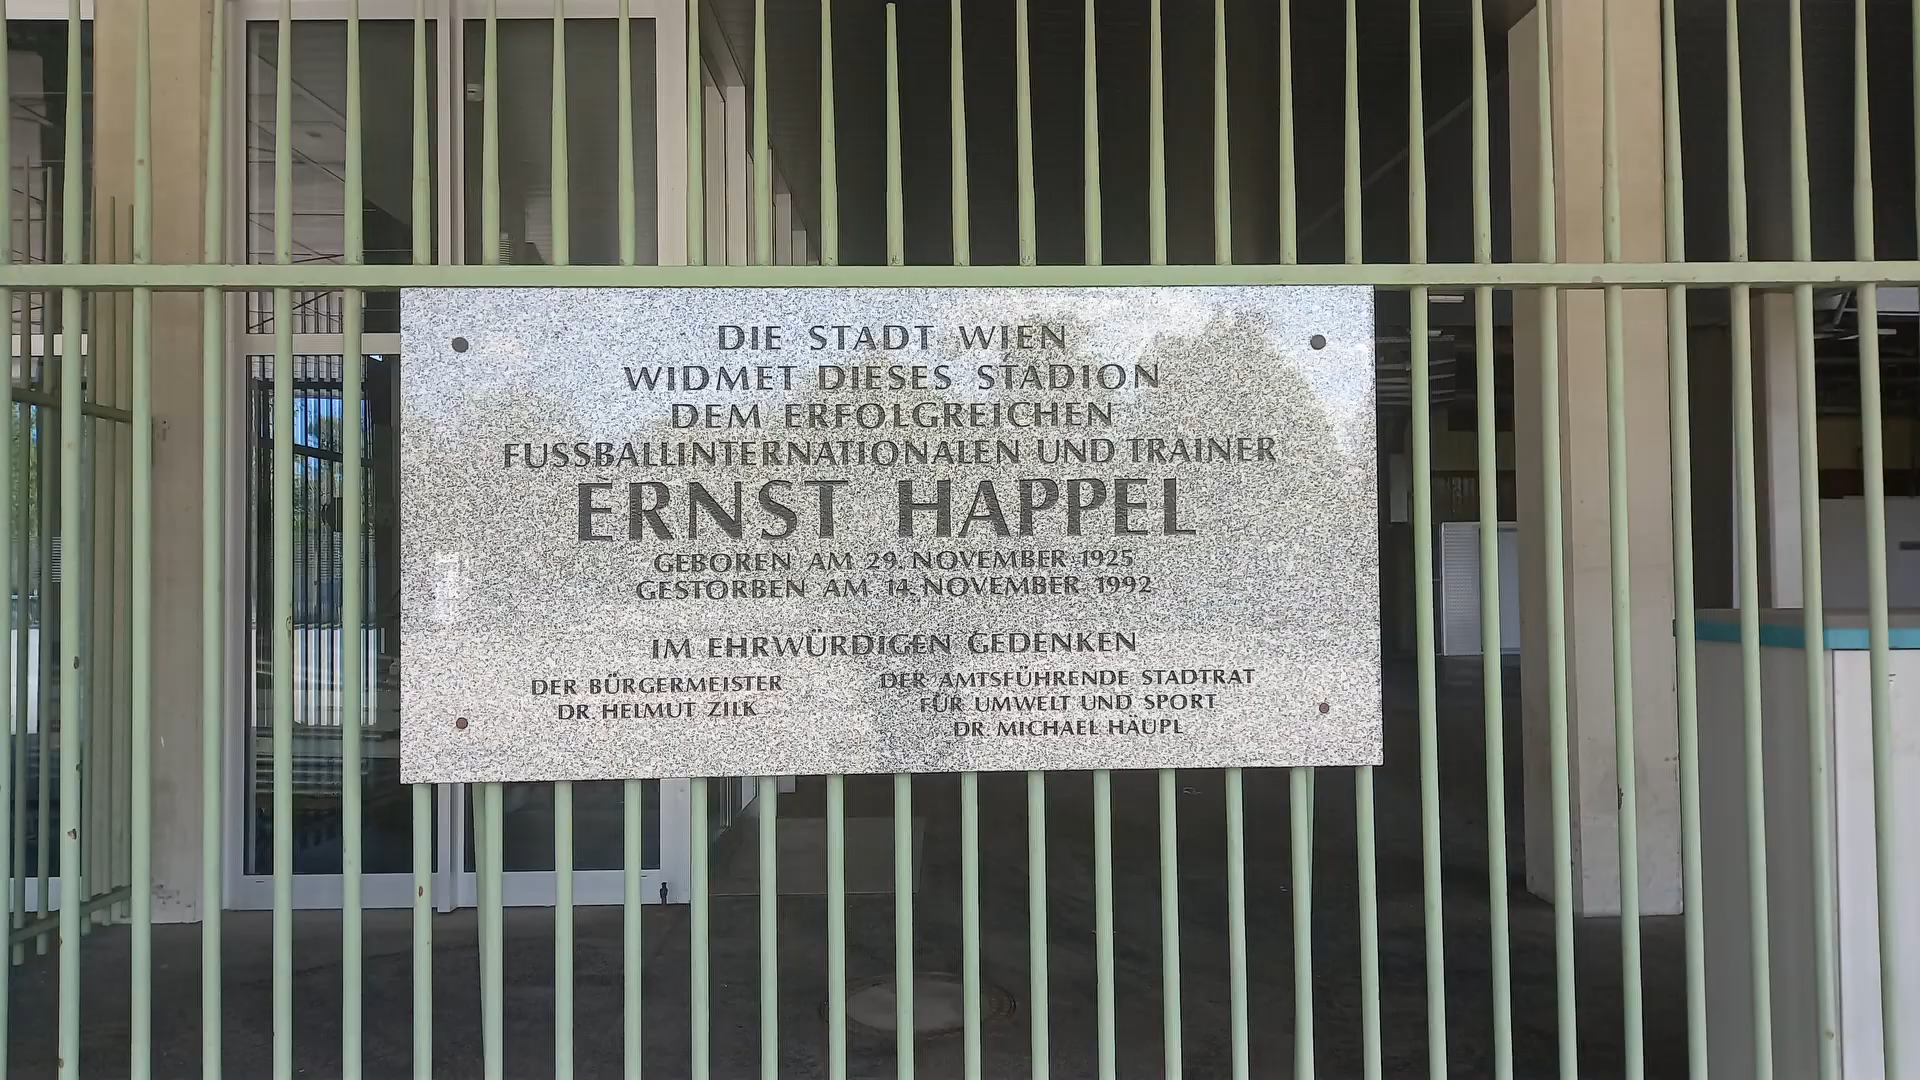 DIE STADT WIEN
WIDMET DIESES STADION
DEM ERFOLGREICHEN
FUSSBALLINTERNATIONALEN UND TRAINER
ERNST HAPPEL
GEBOREN AM 29. NOVEMBER 1925
GESTORBEN AM 14. NOVEMBER 1992
IM EHRWÜRDIGEN GEDENKEN
DER BÜRGERMEISTER
DR. HELMUT ZILK
DER AMTSFÜHRENDE STADTRAT
FÜR UMWELT UND SPORT
DR. MICHAEL HÄUPL